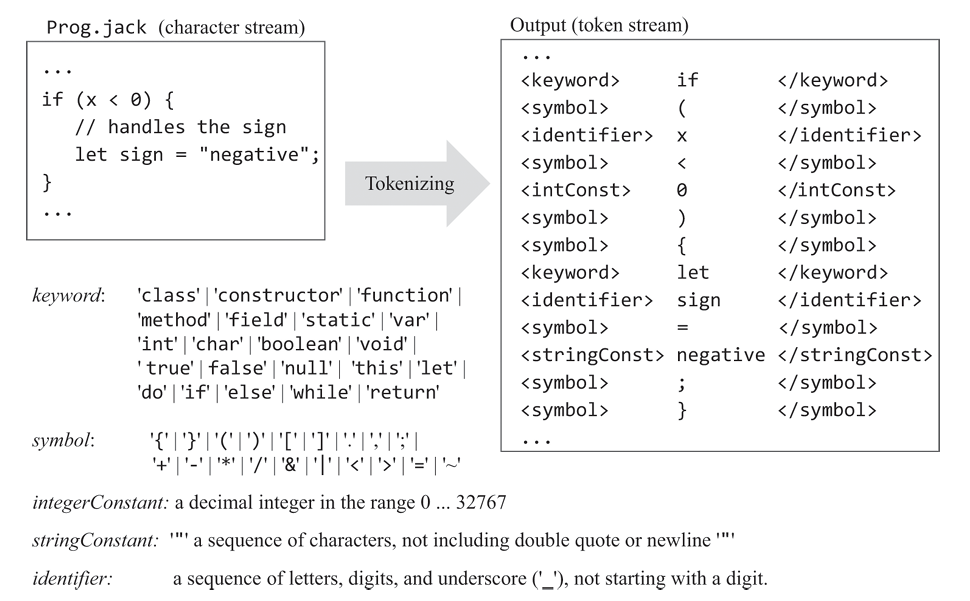 Prog.jack (character stream)
...
if (x < 0) {
// handles the sign
let sign = "negative";
}
...
Tokenizing
Output (token stream)
...
<keyword> if </keyword>
<symbol> ( </symbol>
<identifier> x </identifier>
<symbol> < </symbol>
<intConst> 0 </intConst>
<symbol> ) </symbol>
<symbol> { </symbol>
<keyword> let </keyword>
<identifier> sign </identifier>
<symbol> = </symbol>
<stringConst> negative </stringConst>
<symbol> ; </symbol>
<symbol> } </symbol>
...
keyword: 'class' | 'constructor' | 'function' |
'method' | 'field' | 'static' | 'var' |
'int' | 'char' | 'boolean' | 'void' |
'true' | false' | 'null' | 'this' | 'let' |
'do' | 'if' | 'else' | 'while' | 'return'
symbol: '{' | '}' | '(' | ')' | '[' | ']' | '.' | ',' | ';' |
'+' | '-' | '*' | '/' | '&' | '|' | '<' | '>' | '=' | '~'
integerConstant: a decimal integer in the range 0 ... 32767
stringConstant: '"' a sequence of characters, not including double quote or newline '"'
identifier: a sequence of letters, digits, and underscore ('_'), not starting with a digit.